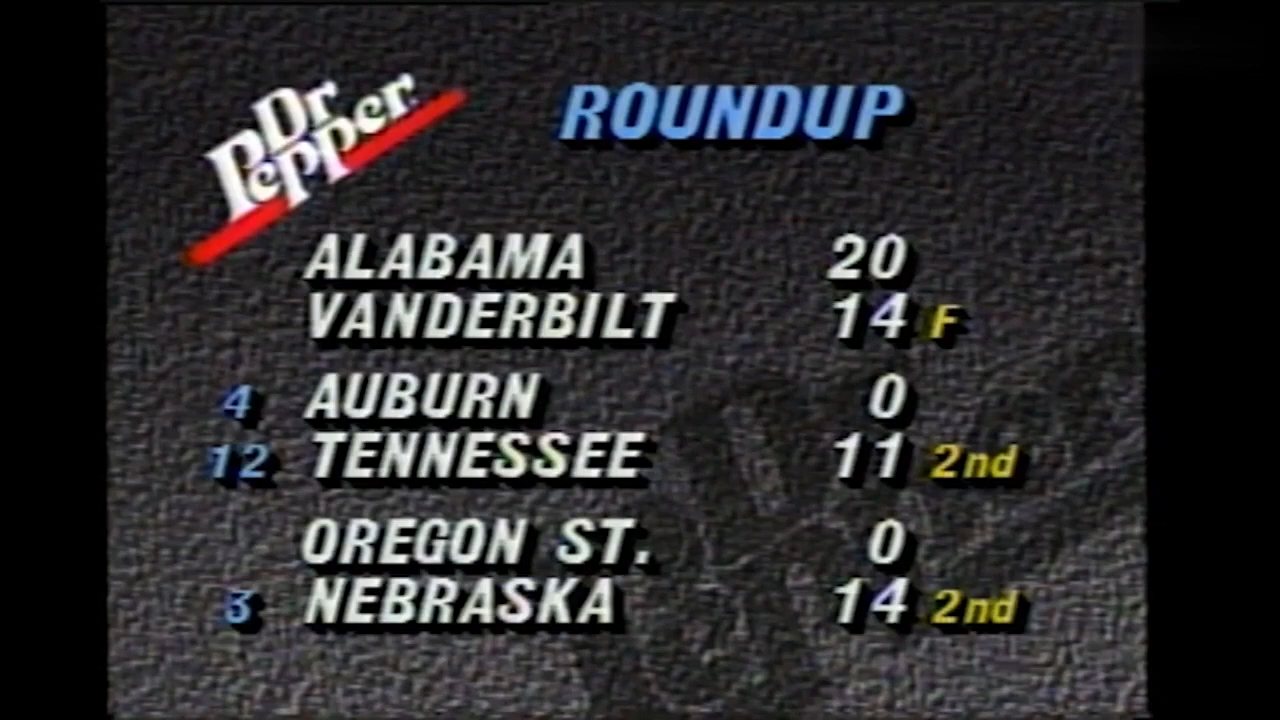 Dr Pepper
ROUNDUP
ALABAMA 20
VANDERBILT 14 F
4 AUBURN 0
12 TENNESSEE 11 2nd
OREGON ST. 0
3 NEBRASKA 14 2nd